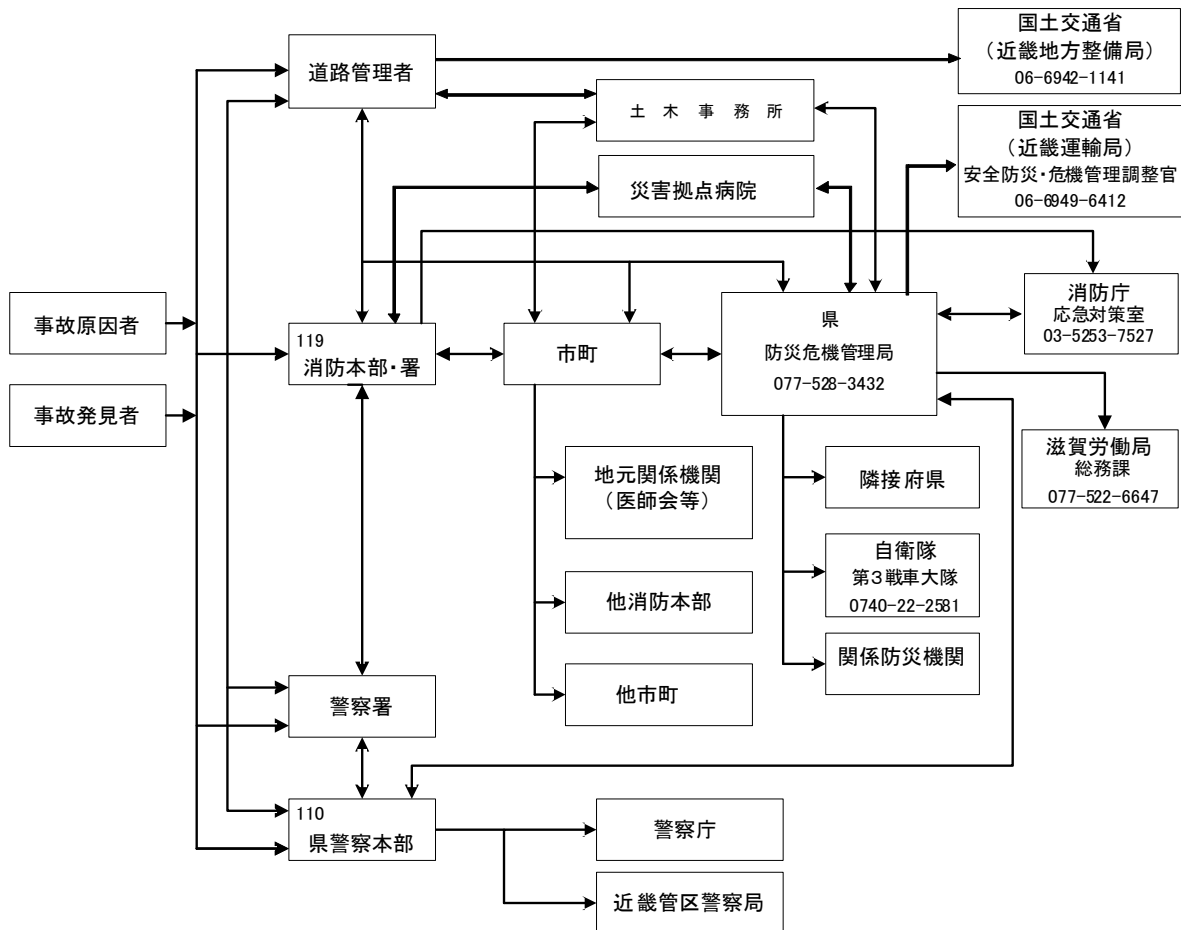 道路管理者
国土交通省
（近畿地方整備局）
06-6942-1141
土木事務所
国土交通省
（近畿運輸局）
安全防災・危機管理調整官
06-6949-6412
災害拠点病院
事故原因者
119
消防本部・署
市町
県
防災危機管理局
077-528-3432
消防庁
応急対策室
03-5253-7527
事故発見者
滋賀労働局
総務課
077-522-6647
地元関係機関
（医師会等）
隣接府県
自衛隊
第３戦車大隊
0740-22-2581
他消防本部
関係防災機関
他市町
警察署
110
県警察本部
警察庁
近畿管区警察局